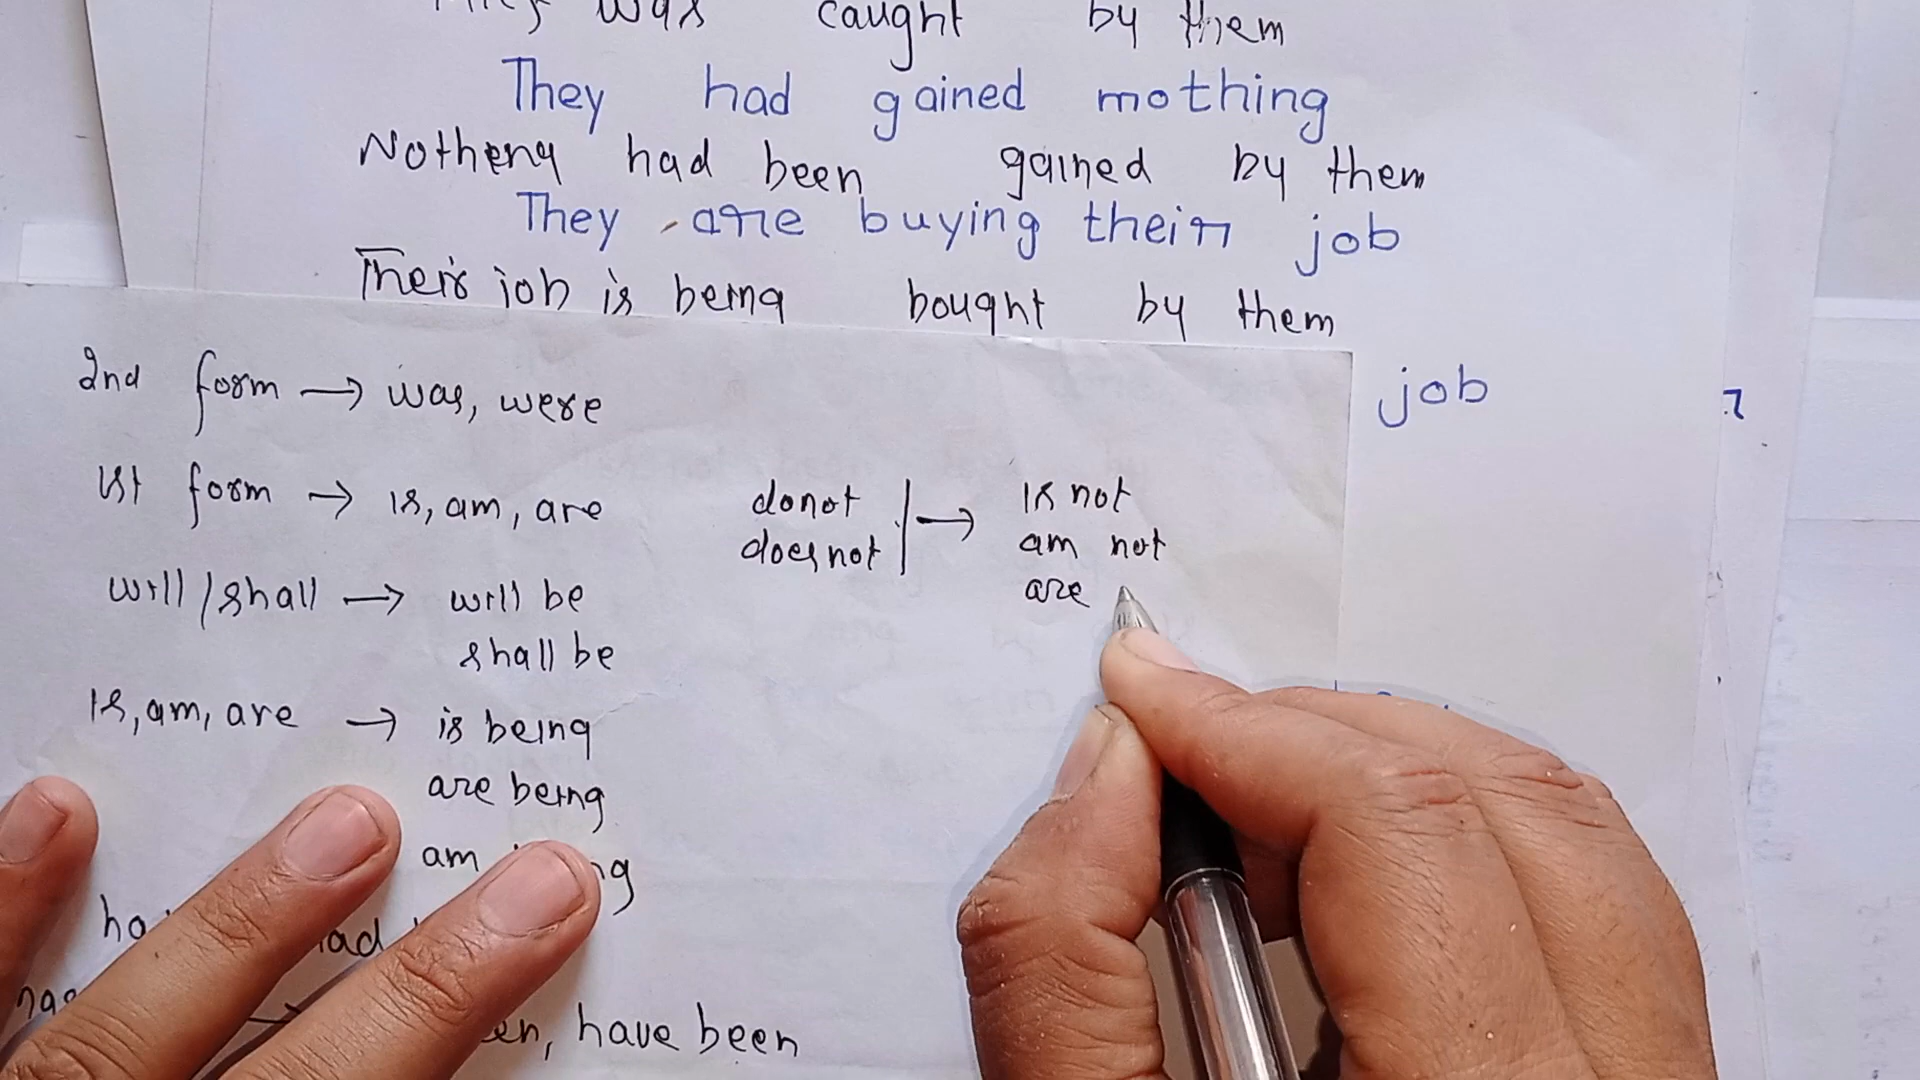 was caught by them
They had gained mothing
Notheng had been gained by them
They are buying their job
Their job is being bought by them
job
2nd form → was, were
1st form → is, am, are
donot
doesnot
→
is not
am not
are
will/shall → will be
shall be
is, am, are → is being
are being
am
→
have been